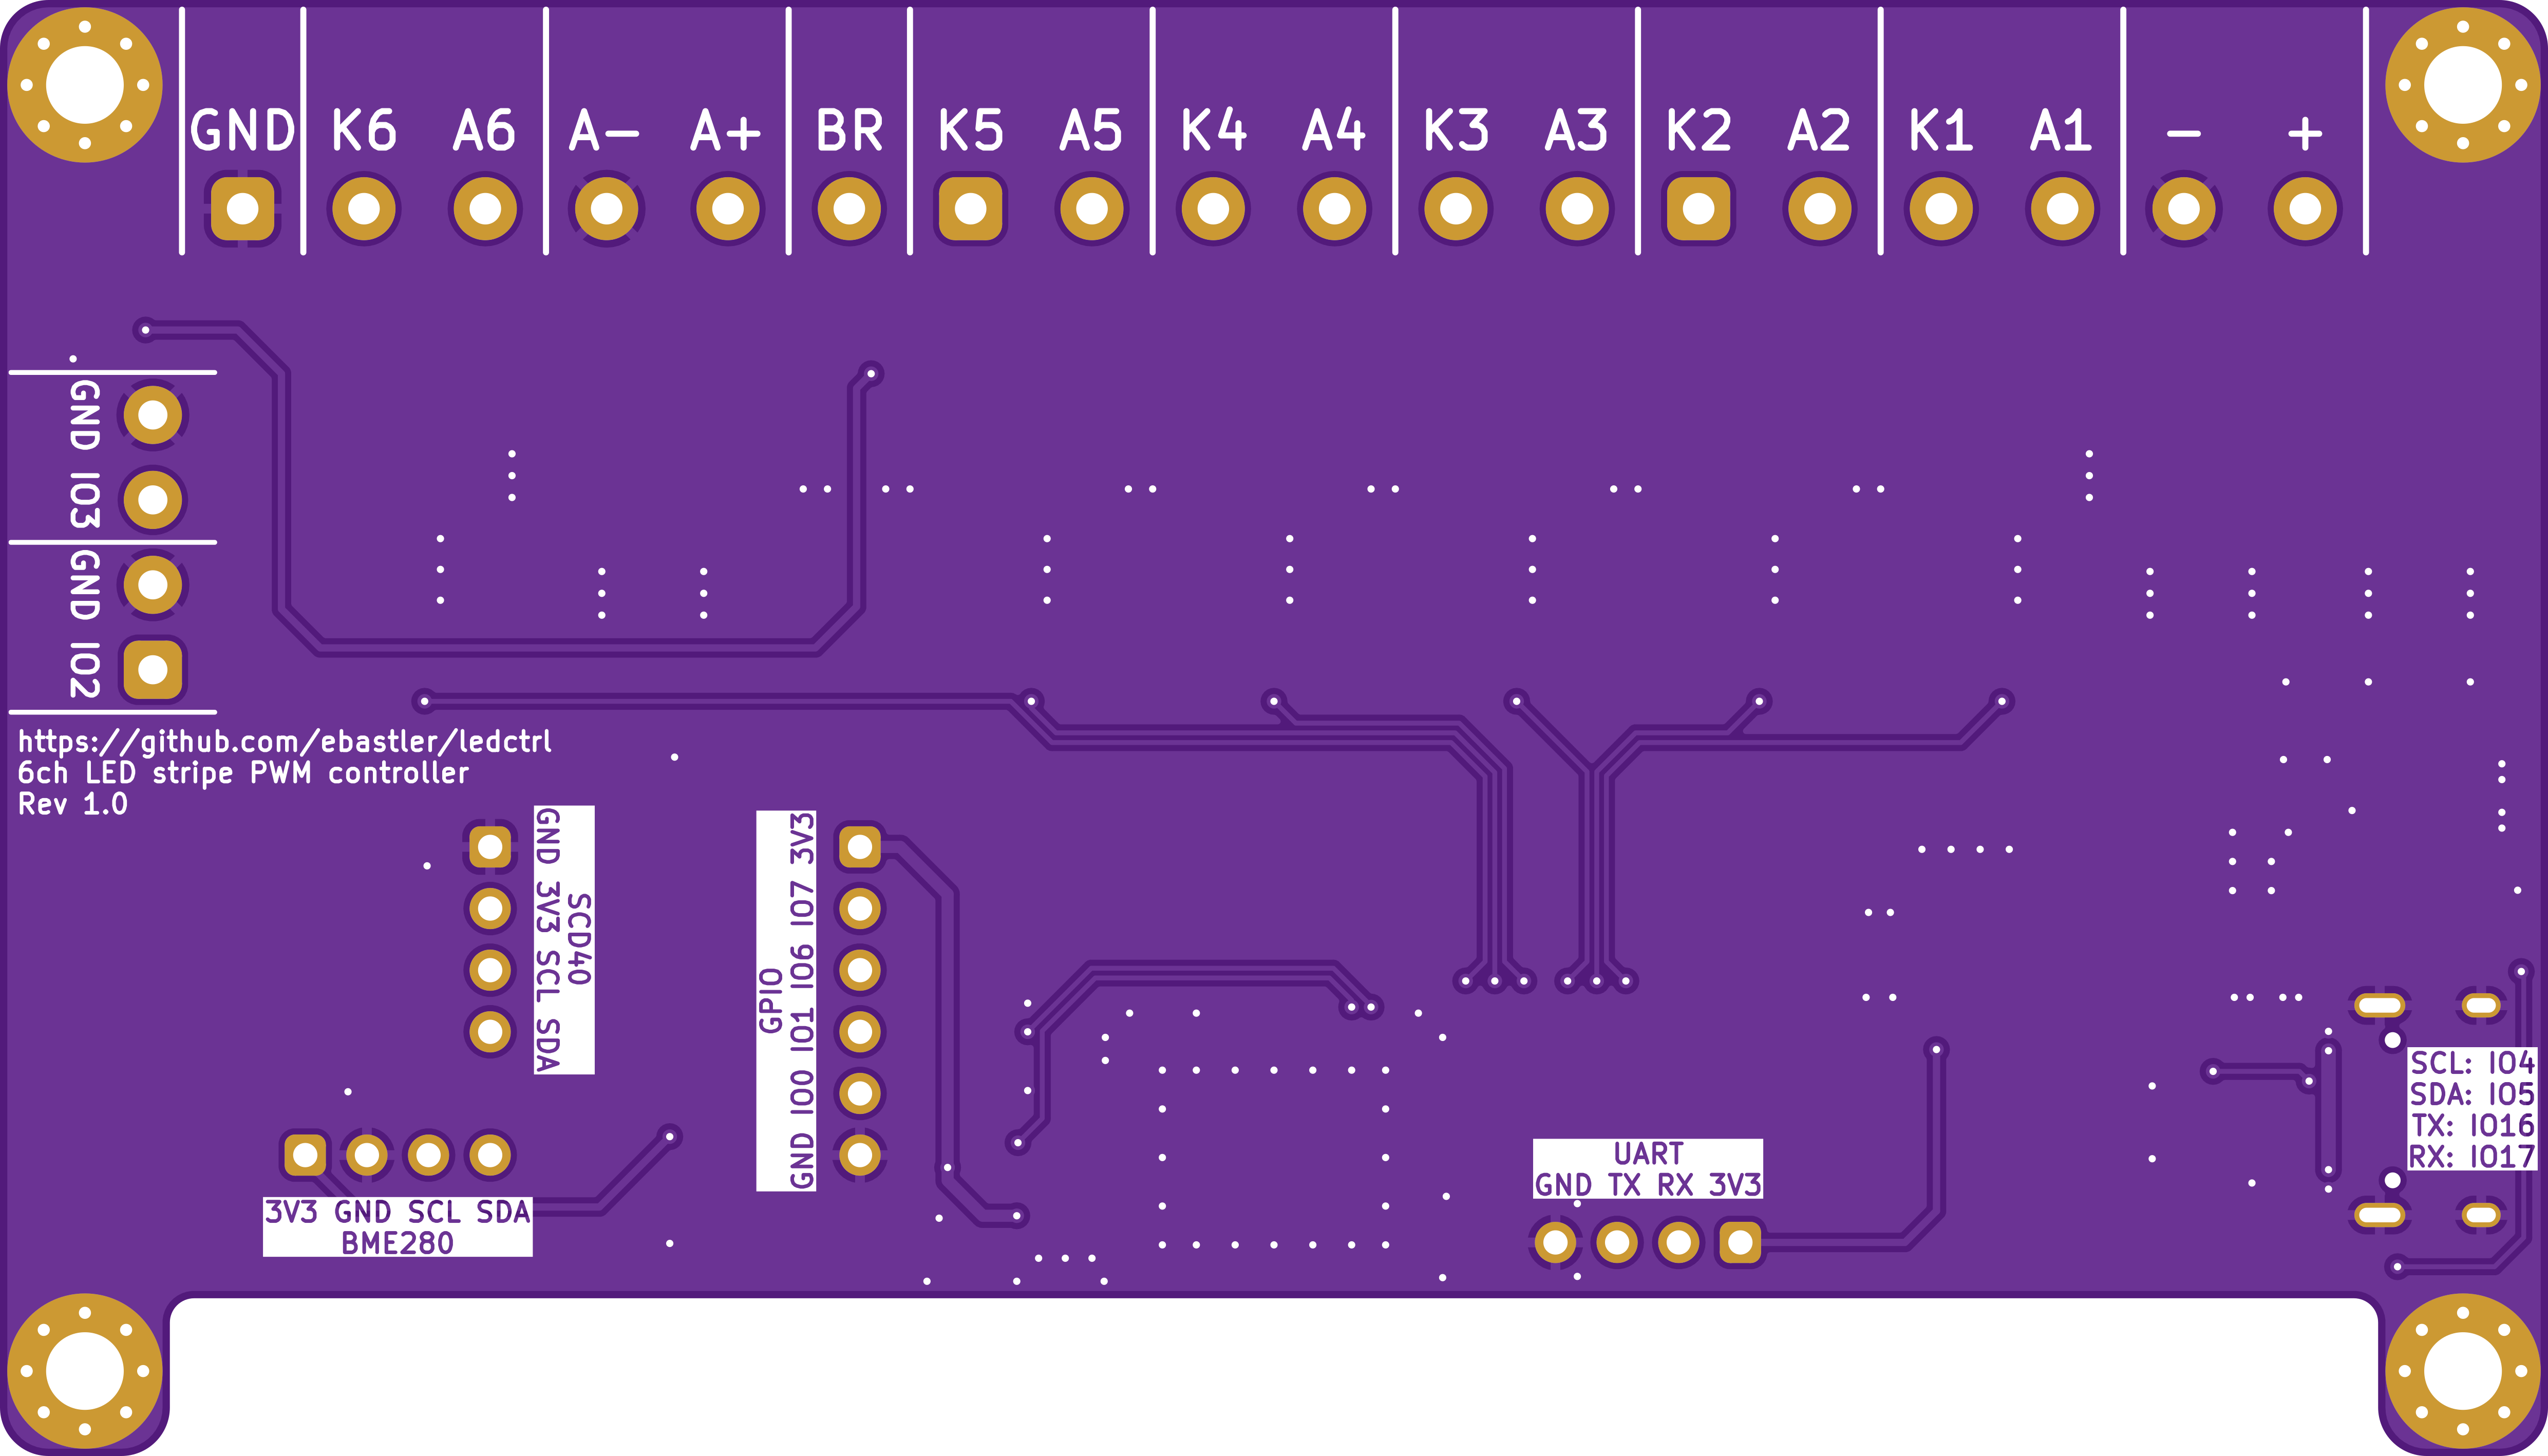 GND K6 A6 A- A+ BR K5 A5 K4 A4 K3 A3 K2 A2 K1 A1 - +
GND IO3
GND IO2
https://github.com/ebastler/ledctrl
6ch LED stripe PWM controller
Rev 1.0
SCD40
GND 3V3 SCL SDA
GPIO
GND IO0 IO1 IO6 IO7 3V3
3V3 GND SCL SDA
BME280
UART
GND TX RX 3V3
SCL: IO4
SDA: IO5
TX: IO16
RX: IO17